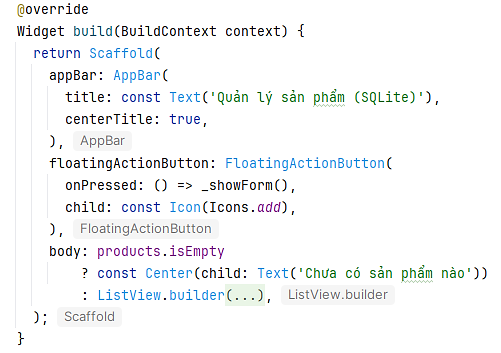 @override
Widget build(BuildContext context) {
  return Scaffold(
    appBar: AppBar(
      title: const Text('Quản lý sản phẩm (SQLite)'),
      centerTitle: true,
    ), AppBar
    floatingActionButton: FloatingActionButton(
      onPressed: () => _showForm(),
      child: const Icon(Icons.add),
    ), FloatingActionButton
    body: products.isEmpty
        ? const Center(child: Text('Chưa có sản phẩm nào'))
        : ListView.builder(...), ListView.builder
  ); Scaffold
}